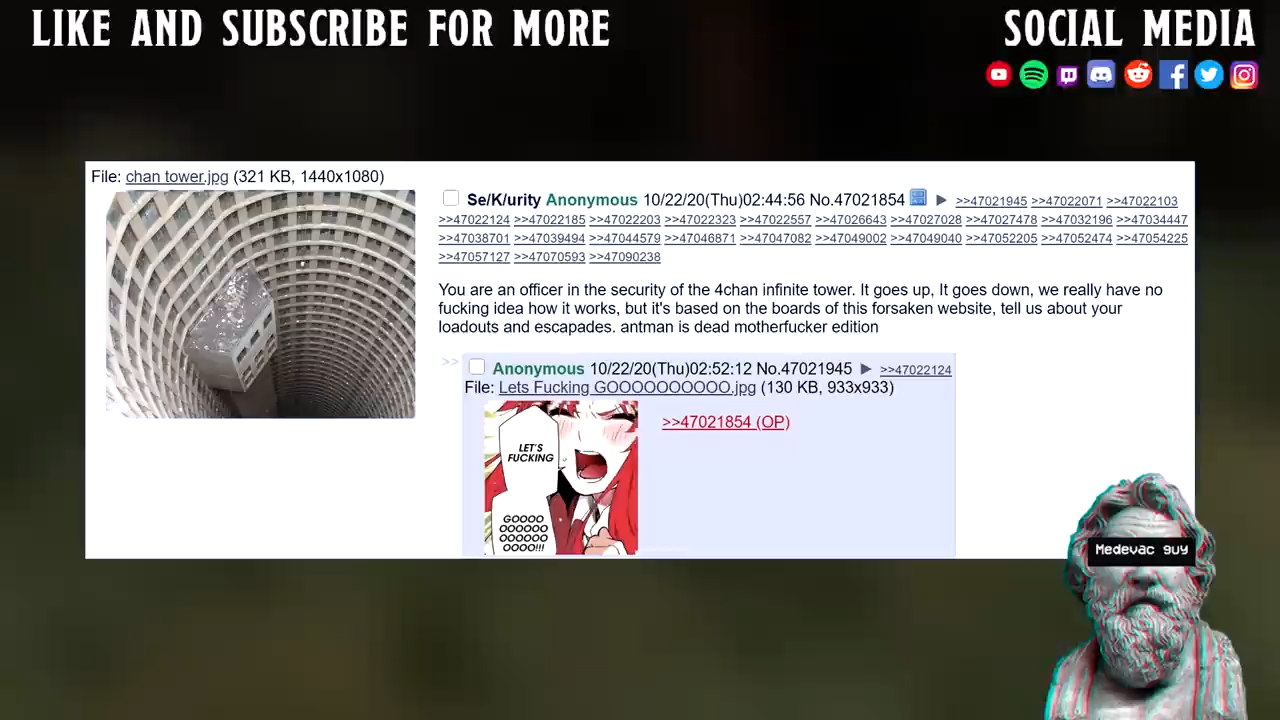 LIKE AND SUBSCRIBE FOR MORE
SOCIAL MEDIA
File: chan tower.jpg (321 KB, 1440x1080)
Se/K/urity Anonymous 10/22/20(Thu)02:44:56 No.47021854 ▶ >>47021945 >>47022071 >>47022103
>>47022124 >>47022185 >>47022203 >>47022323 >>47022557 >>47026643 >>47027028 >>47027478 >>47032196 >>47034447
>>47038701 >>47039494 >>47044579 >>47046871 >>47047082 >>47049002 >>47049040 >>47052205 >>47052474 >>47054225
>>47057127 >>47070593 >>47090238
You are an officer in the security of the 4chan infinite tower. It goes up, It goes down, we really have no
fucking idea how it works, but it's based on the boards of this forsaken website, tell us about your
loadouts and escapades. antman is dead motherfucker edition
>> Anonymous 10/22/20(Thu)02:52:12 No.47021945 ▶ >>47022124
File: Lets Fucking GOOOOOOOOOO.jpg (130 KB, 933x933)
>>47021854 (OP)
LET'S
FUCKING
GOOOO
OOOOOO
OOOOOO
OOOO!!!
Medevac guy